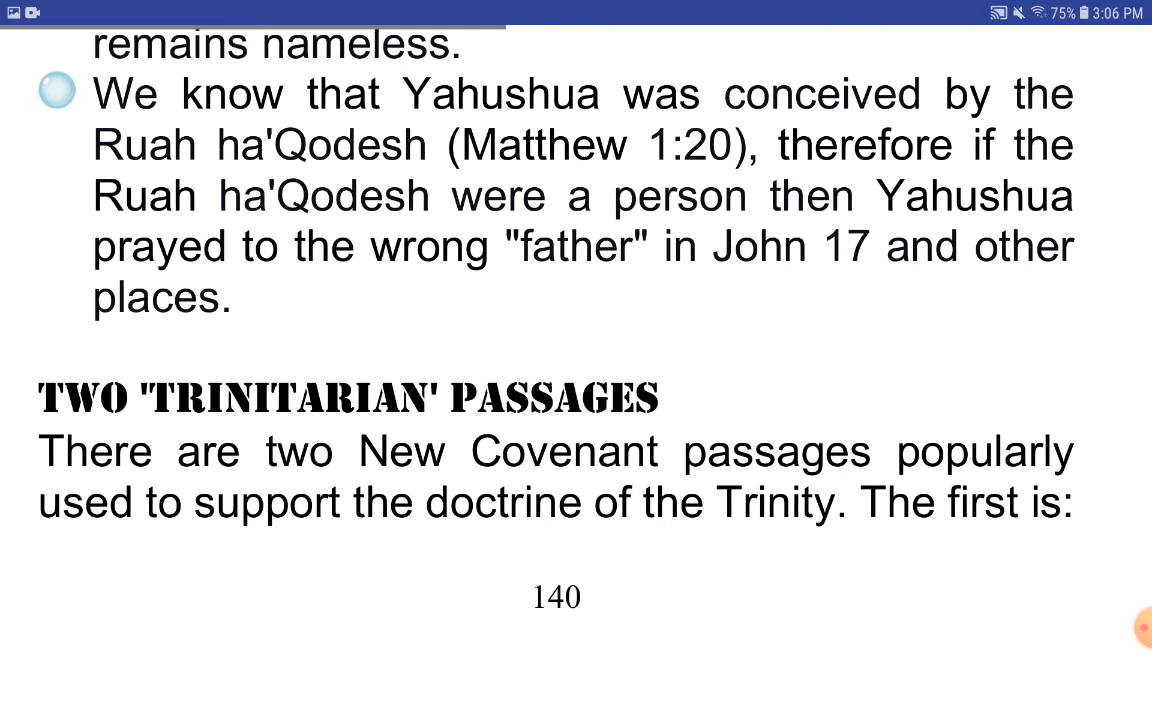 75% 3:06 PM
remains nameless.
We know that Yahushua was conceived by the
Ruah ha'Qodesh (Matthew 1:20), therefore if the
Ruah ha'Qodesh were a person then Yahushua
prayed to the wrong "father" in John 17 and other
places.
TWO 'TRINITARIAN' PASSAGES
There are two New Covenant passages popularly
used to support the doctrine of the Trinity. The first is:
140